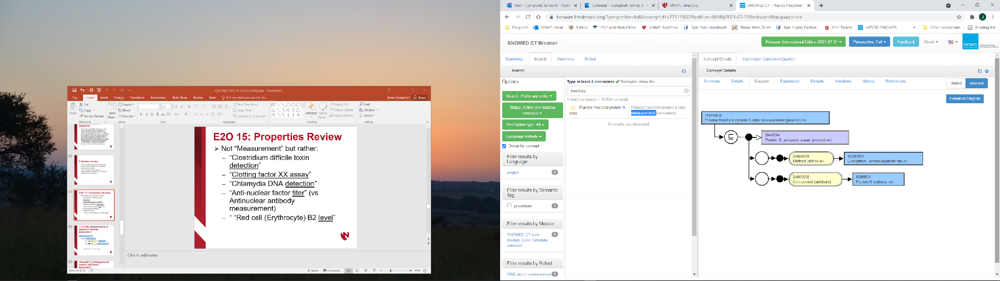 E2O MEETING 15 DISCUSSION.pptx - PowerPoint
File Home Insert Design Transitions Animations Slide Show Review View Tell me what you want to do... James Campbell Share
Paste
Cut
Copy
Format Painter
Clipboard
New Slide
Layout
Reset
Section
Slides
Font
Text Direction
Align Text
Convert to SmartArt
Paragraph
Arrange
Quick Styles
Shape Fill
Shape Outline
Shape Effects
Drawing
Find
Replace
Select
Editing
20210721
27
Followup Issues
28
E2O 15: Properties Review
29
30
E2O 15: Properties Review
➢ Not “Measurement” but rather:
– “Clostridium difficile toxin
detection”
– “Clotting factor XX assay”
– “Chlamydia DNA detection”
– “Anti-nuclear factor titer” (vs
Antinuclear antibody
measurement)
– “ “Red cell (Erythrocyte) B2 level”
Click to add notes
Slide 28 of 37
Notes Comments
Mail - Campbell, James R - Outlo
Calendar - Campbell, James R - C
UNMC Directory
SNOMED CT - Plasma free/total
browser.ihtsdotools.org/?perspective=full&conceptId1=271215008&edition=MAIN/2021-07-31&release=&languages=en
J
Frequent UNMC email RxNav i2b2 deid Web Client UNMC AppStore Epic Data Handbook Shrine Web Client Epic Clarity Diction... i2b2 Tickets IHTSDO SNOMED... » Other bookmarks Reading list
SNOMED CT Browser
Release: International Edition 2021-07-31
Perspective: Full
Feedback
About
SNOMED
Taxonomy Search Favorites Refset
Search
Options
Search: Prefix any order
Status: Active and inactive
concepts
Description type: All
Language Refsets
Group by concept
Filter results by
Language
english 1
Filter results by Semantic
Tag
procedure 1
Filter results by Module
SNOMED CT core 1
module (core metadata
concept)
Filter results by Refset
OWL axiom reference set 1
Type at least 3 characters ✔ Example: shou fra
free/total
1 matches found in 13.534 seconds.
Plasma free/total protein S
ratio
Plasma free/total protein S ratio
measurement (procedure)
All results are displayed
Concept Details Expression Constraint Queries
Concept Details
Summary Details Diagram Expression Refsets Members History References
Stated Inferred
Download Diagram
271215008
Plasma free/total protein S ratio measurement (procedure)
⊑
20469004
Protein S, antigenic assay (procedure)
260686004
Method (attribute)
129265001
Evaluation - action (qualifier value)
246093002
Component (attribute)
56898001
Protein S (substance)